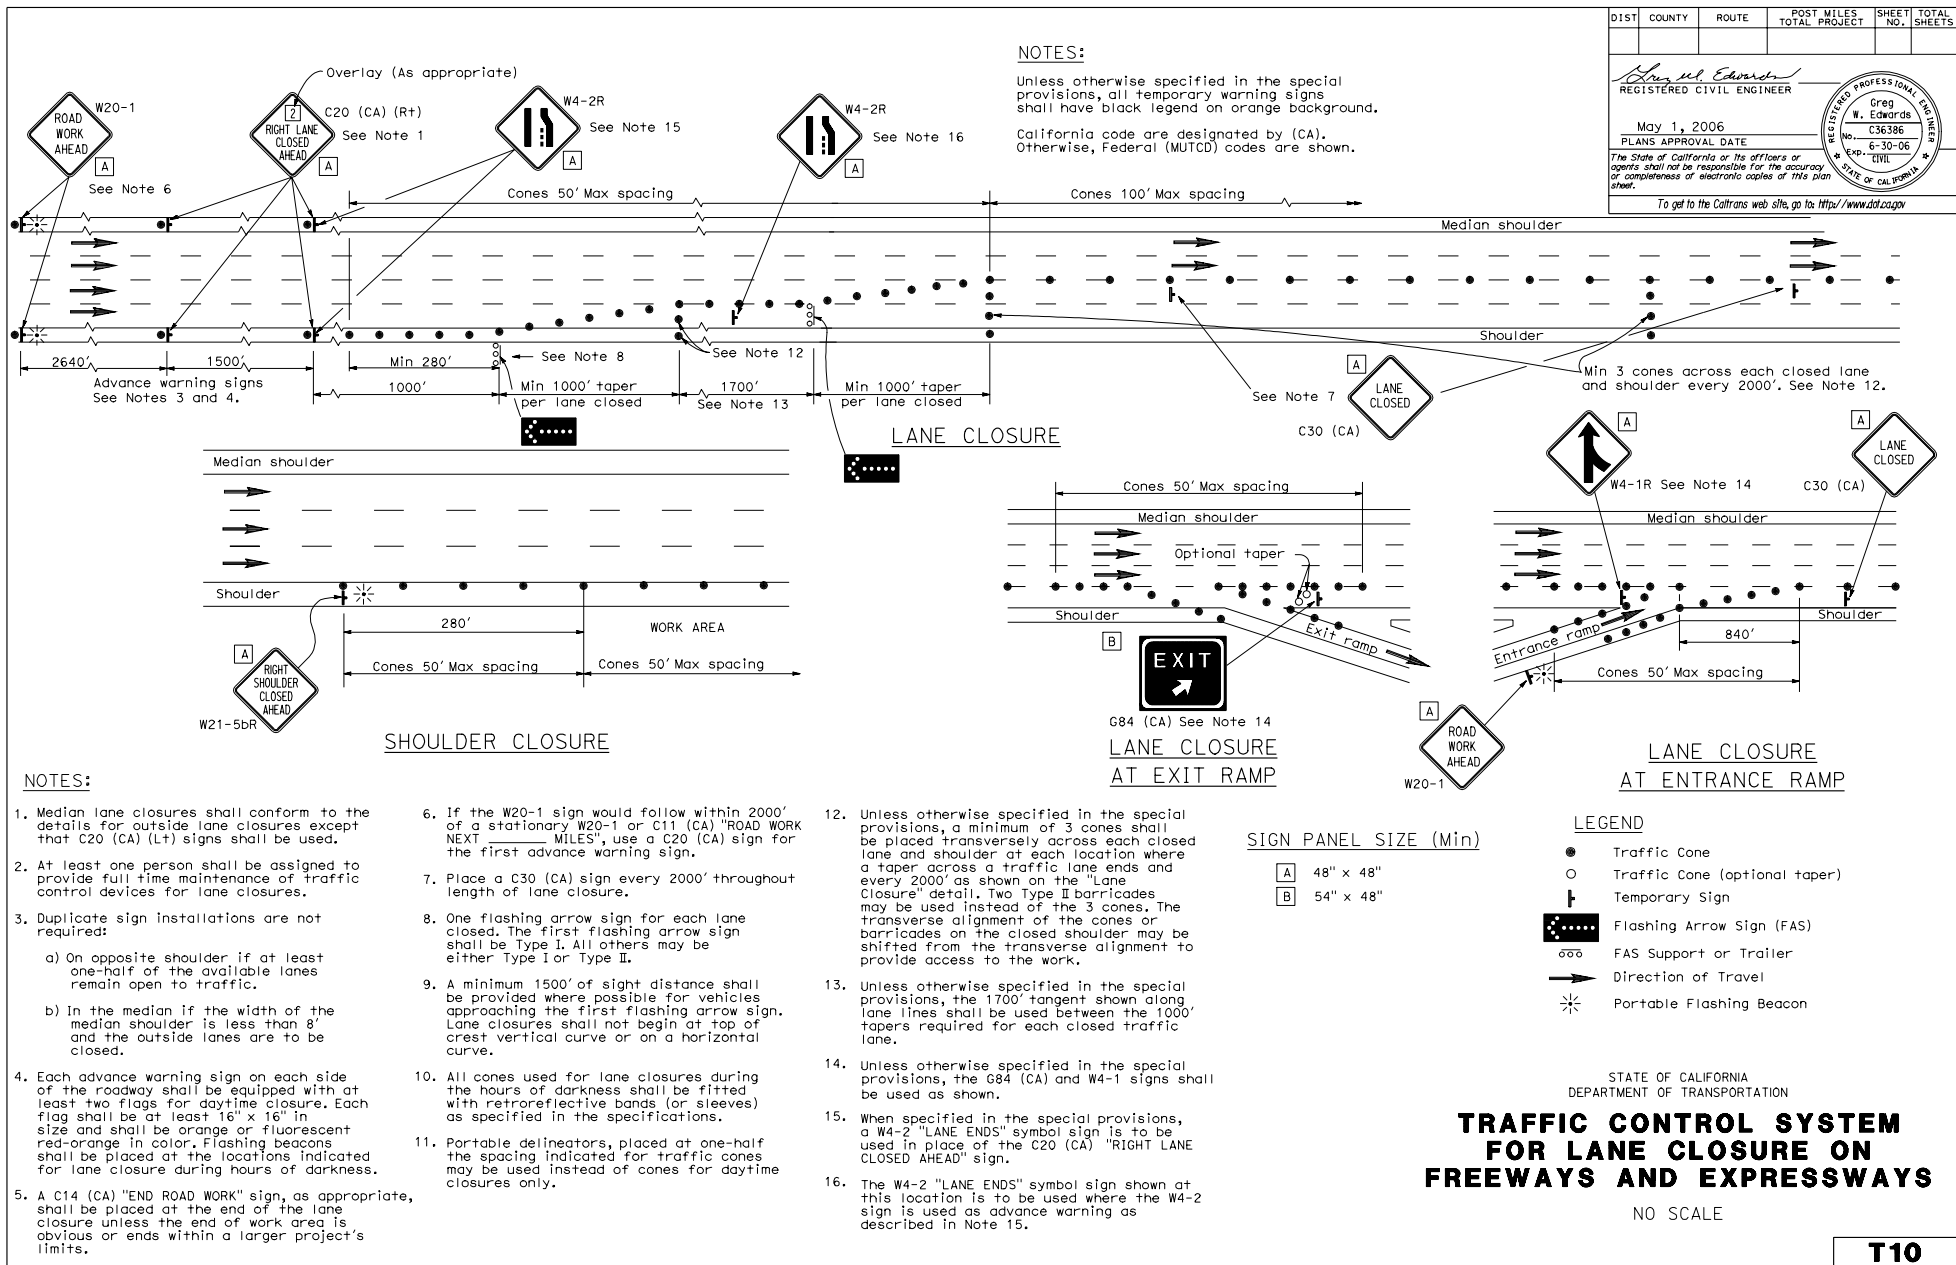 DIST COUNTY ROUTE POST MILES TOTAL PROJECT SHEET NO. TOTAL SHEETS
Greg W. Edwards
REGISTERED CIVIL ENGINEER
May 1, 2006
PLANS APPROVAL DATE
The State of California or its officers or
agents shall not be responsible for the accuracy
or completeness of electronic copies of this plan
sheet.
REGISTERED PROFESSIONAL ENGINEER
Greg
W. Edwards
No. C36386
Exp. 6-30-06
CIVIL
STATE OF CALIFORNIA
To get to the Caltrans web site, go to: http://www.dot.ca.gov
NOTES:
Unless otherwise specified in the special
provisions, all temporary warning signs
shall have black legend on orange background.
California code are designated by (CA).
Otherwise, Federal (MUTCD) codes are shown.
ROAD
WORK
AHEAD
W20-1
A
See Note 6
Overlay (As appropriate)
2
RIGHT LANE
CLOSED
AHEAD
C20 (CA) (Rt)
See Note 1
A
W4-2R
See Note 15
A
W4-2R
See Note 16
A
Cones 50' Max spacing
Cones 100' Max spacing
Median shoulder
Shoulder
2640'
1500'
Min 280'
1000'
See Note 8
See Note 12
Advance warning signs
See Notes 3 and 4.
Min 1000' taper
per lane closed
1700'
See Note 13
Min 1000' taper
per lane closed
See Note 7
A
LANE
CLOSED
C30 (CA)
Min 3 cones across each closed lane
and shoulder every 2000'. See Note 12.
LANE CLOSURE
Median shoulder
Shoulder
280'
WORK AREA
Cones 50' Max spacing
Cones 50' Max spacing
A
RIGHT
SHOULDER
CLOSED
AHEAD
W21-5bR
SHOULDER CLOSURE
Cones 50' Max spacing
Median shoulder
Optional taper
Shoulder
Exit ramp
B
EXIT
G84 (CA) See Note 14
LANE CLOSURE
AT EXIT RAMP
A
W4-1R See Note 14
A
LANE
CLOSED
C30 (CA)
Median shoulder
Shoulder
Entrance ramp
840'
Cones 50' Max spacing
A
ROAD
WORK
AHEAD
W20-1
LANE CLOSURE
AT ENTRANCE RAMP
NOTES:
1. Median lane closures shall conform to the
details for outside lane closures except
that C20 (CA) (Lt) signs shall be used.
2. At least one person shall be assigned to
provide full time maintenance of traffic
control devices for lane closures.
3. Duplicate sign installations are not
required:
a) On opposite shoulder if at least
one-half of the available lanes
remain open to traffic.
b) In the median if the width of the
median shoulder is less than 8'
and the outside lanes are to be
closed.
4. Each advance warning sign on each side
of the roadway shall be equipped with at
least two flags for daytime closure. Each
flag shall be at least 16" x 16" in
size and shall be orange or fluorescent
red-orange in color. Flashing beacons
shall be placed at the locations indicated
for lane closure during hours of darkness.
5. A C14 (CA) "END ROAD WORK" sign, as appropriate,
shall be placed at the end of the lane
closure unless the end of work area is
obvious or ends within a larger project's
limits.
6. If the W20-1 sign would follow within 2000'
of a stationary W20-1 or C11 (CA) "ROAD WORK
NEXT _______ MILES", use a C20 (CA) sign for
the first advance warning sign.
7. Place a C30 (CA) sign every 2000' throughout
length of lane closure.
8. One flashing arrow sign for each lane
closed. The first flashing arrow sign
shall be Type I. All others may be
either Type I or Type II.
9. A minimum 1500' of sight distance shall
be provided where possible for vehicles
approaching the first flashing arrow sign.
Lane closures shall not begin at top of
crest vertical curve or on a horizontal
curve.
10. All cones used for lane closures during
the hours of darkness shall be fitted
with retroreflective bands (or sleeves)
as specified in the specifications.
11. Portable delineators, placed at one-half
the spacing indicated for traffic cones
may be used instead of cones for daytime
closures only.
12. Unless otherwise specified in the special
provisions, a minimum of 3 cones shall
be placed transversely across each closed
lane and shoulder at each location where
a taper across a traffic lane ends and
every 2000' as shown on the "Lane
Closure" detail. Two Type II barricades
may be used instead of the 3 cones. The
transverse alignment of the cones or
barricades on the closed shoulder may be
shifted from the transverse alignment to
provide access to the work.
13. Unless otherwise specified in the special
provisions, the 1700' tangent shown along
lane lines shall be used between the 1000'
tapers required for each closed traffic
lane.
14. Unless otherwise specified in the special
provisions, the G84 (CA) and W4-1 signs shall
be used as shown.
15. When specified in the special provisions,
a W4-2 "LANE ENDS" symbol sign is to be
used in place of the C20 (CA) "RIGHT LANE
CLOSED AHEAD" sign.
16. The W4-2 "LANE ENDS" symbol sign shown at
this location is to be used where the W4-2
sign is used as advance warning as
described in Note 15.
SIGN PANEL SIZE (Min)
A 48" x 48"
B 54" x 48"
LEGEND
Traffic Cone
Traffic Cone (optional taper)
Temporary Sign
Flashing Arrow Sign (FAS)
FAS Support or Trailer
Direction of Travel
Portable Flashing Beacon
STATE OF CALIFORNIA
DEPARTMENT OF TRANSPORTATION
TRAFFIC CONTROL SYSTEM
FOR LANE CLOSURE ON
FREEWAYS AND EXPRESSWAYS
NO SCALE
T10